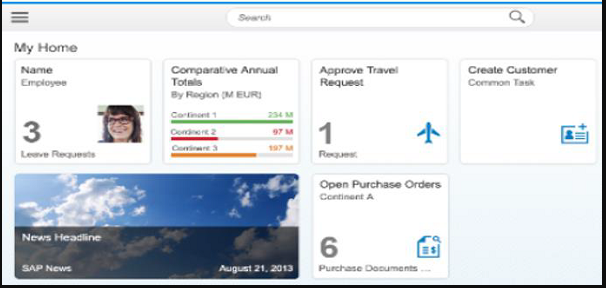 Search
My Home
Name
Employee
3
Leave Requests
Comparative Annual
Totals
By Region (M EUR)
Continent 1 234 M
Continent 2 97 M
Continent 3 197 M
Approve Travel
Request
1
Request
Create Customer
Common Task
News Headline
SAP News August 21, 2013
Open Purchase Orders
Continent A
6
Purchase Documents ...